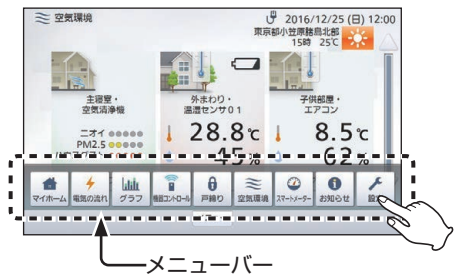 空気環境
2016/12/25 (日) 12:00
東京都小笠原諸島北部
15時 25℃
主寝室・
空気清浄機
外まわり・
温湿センサ01
子供部屋・
エアコン
ニオイ
PM2.5
28.8℃
8.5℃
45%
62%
マイホーム
電気の流れ
グラフ
機器コントロール
戸締り
空気環境
スマートメーター
お知らせ
設定
メニューバー